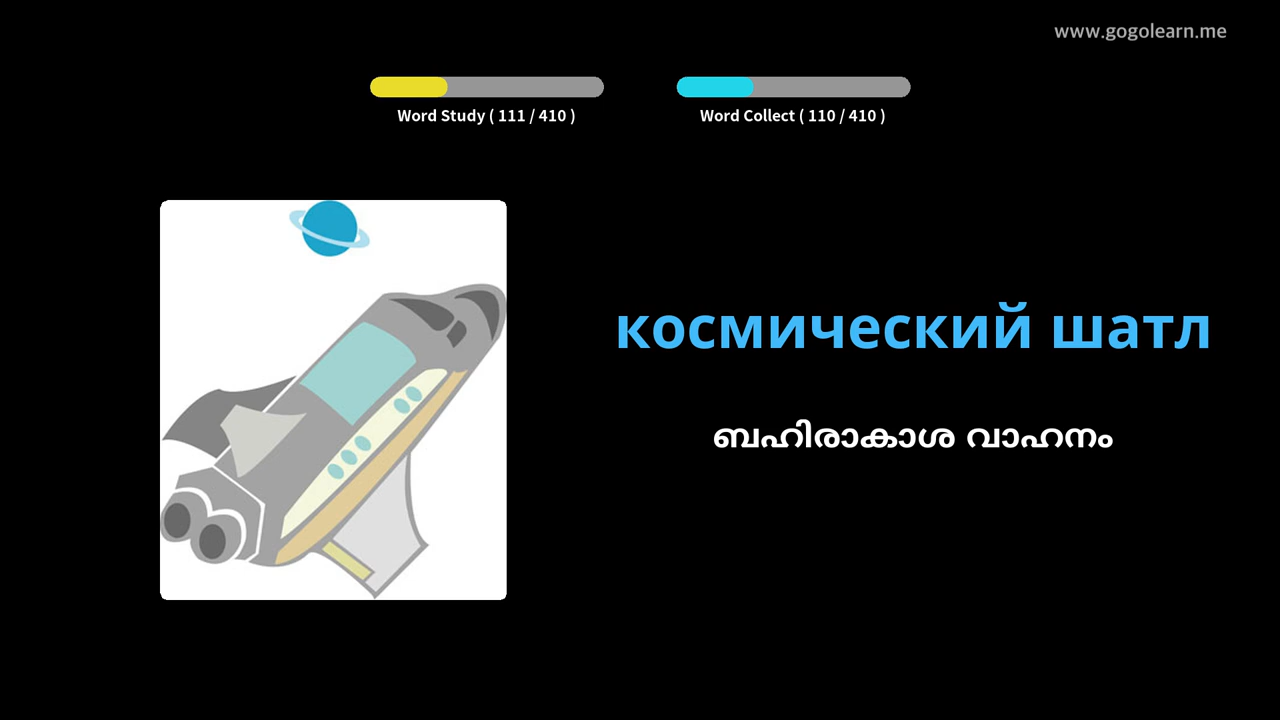 www.gogolearn.me
Word Study ( 111 / 410 )
Word Collect ( 110 / 410 )
космический шатл
ബഹിരാകാശ വാഹനം